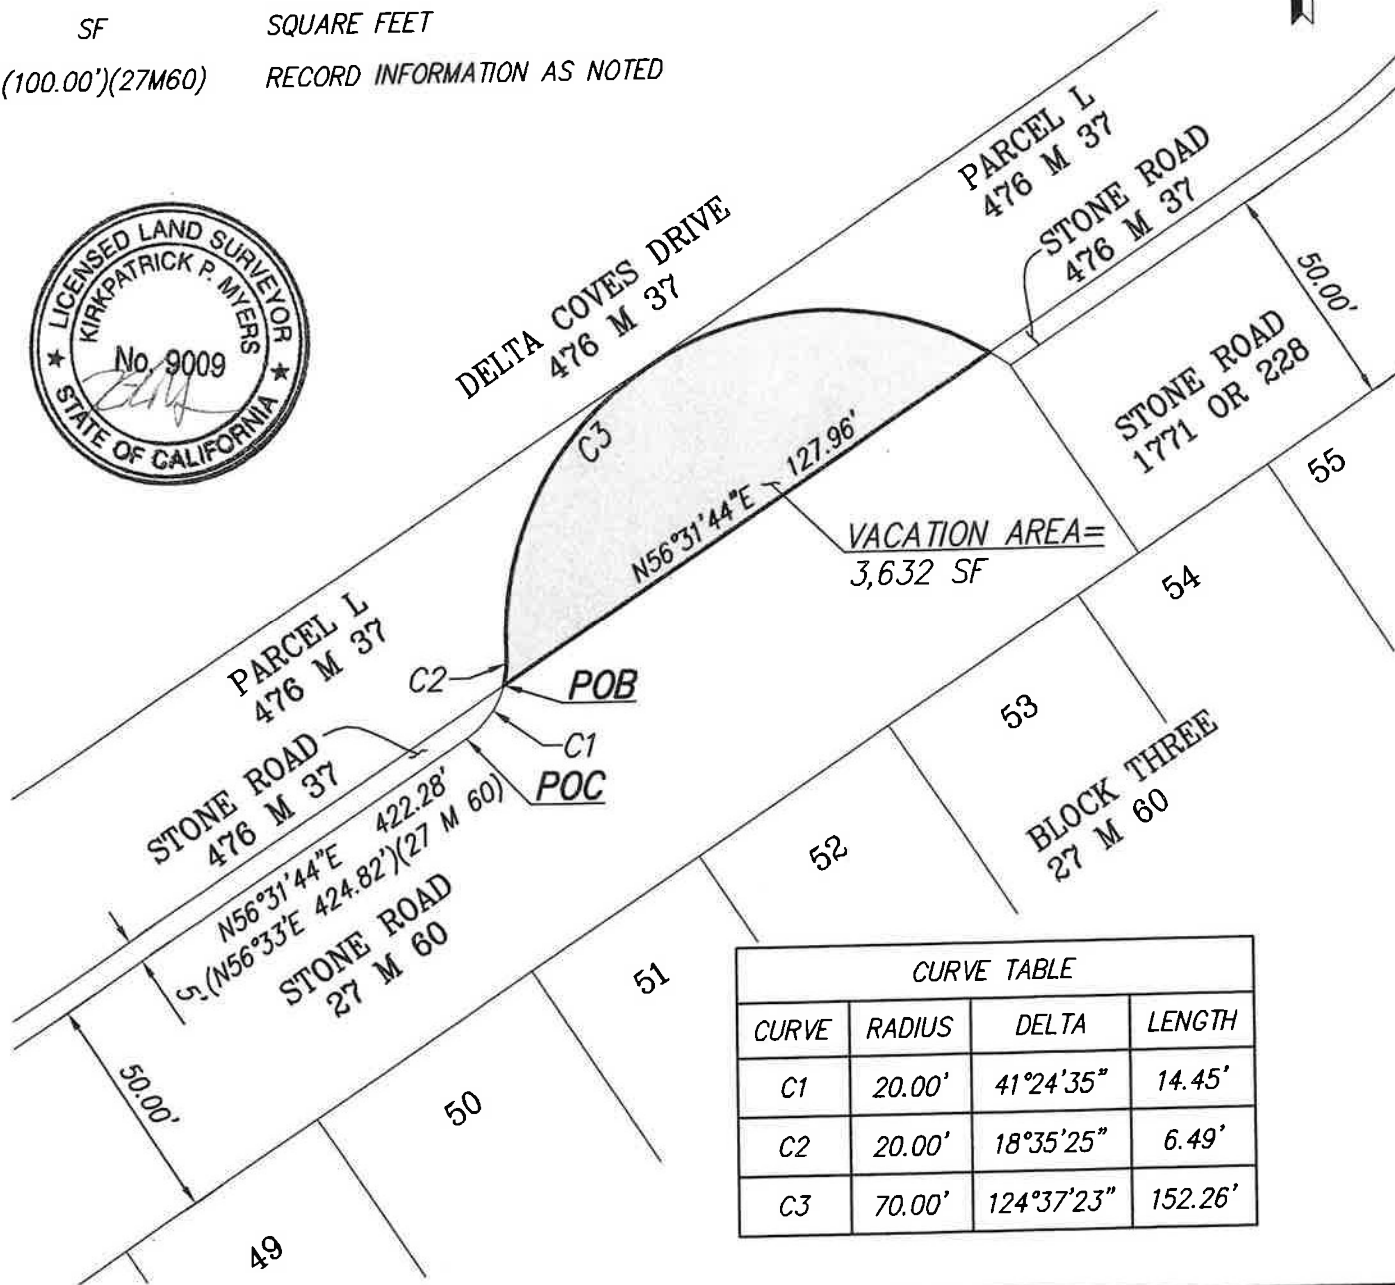 SF SQUARE FEET
(100.00')(27M60) RECORD INFORMATION AS NOTED
LICENSED LAND SURVEYOR
KIRKPATRICK P. MYERS
No. 9009
STATE OF CALIFORNIA
PARCEL L
476 M 37
STONE ROAD
476 M 37
DELTA COVES DRIVE
476 M 37
50.00'
STONE ROAD
1771 OR 228
C3
127.96'
N56°31'44"E
VACATION AREA=
3,632 SF
55
54
53
52
51
50
49
PARCEL L
476 M 37
C2
POB
C1
POC
STONE ROAD
476 M 37
N56°31'44"E 422.28'
(N56°33'E 424.82')(27 M 60)
5'
STONE ROAD
27 M 60
50.00'
BLOCK THREE
27 M 60
CURVE TABLE
CURVE RADIUS DELTA LENGTH
C1 20.00' 41°24'35" 14.45'
C2 20.00' 18°35'25" 6.49'
C3 70.00' 124°37'23" 152.26'